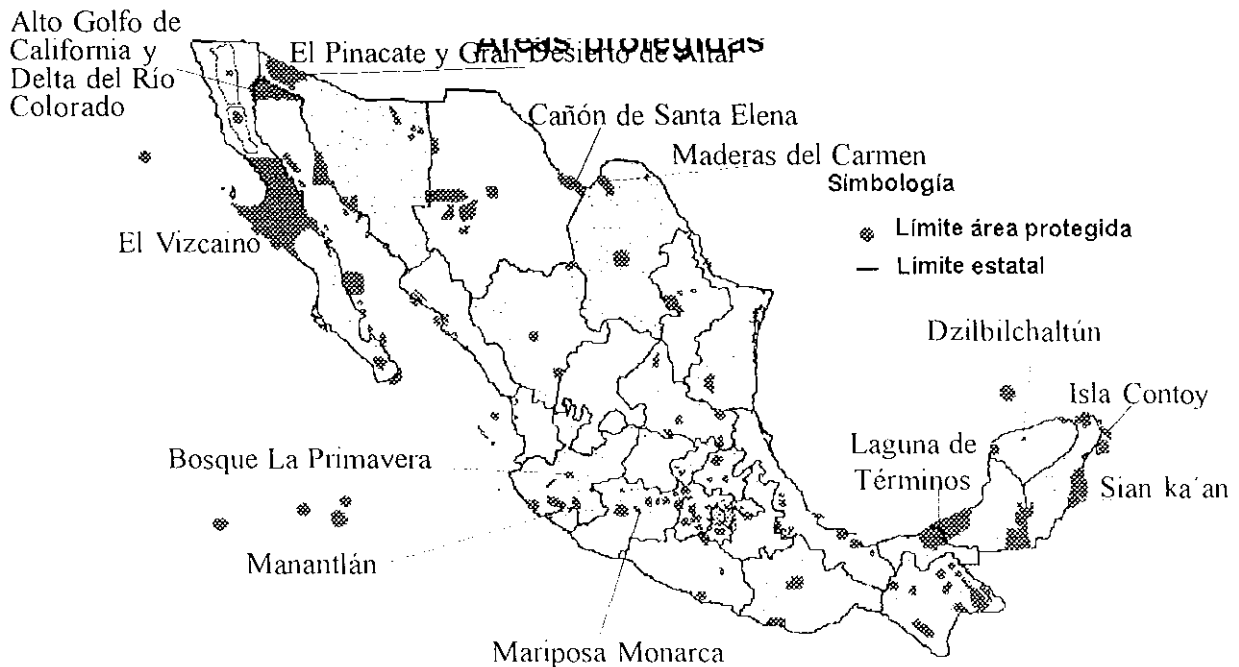 Alto Golfo de
California y
Delta del Río
Colorado
Áreas protegidas
El Pinacate y Gran Desierto de Altar
Cañón de Santa Elena
Maderas del Carmen
Simbología
Límite área protegida
Límite estatal
El Vizcaino
Dzilbilchaltún
Isla Contoy
Laguna de
Términos
Sian ka´an
Bosque La Primavera
Manantlán
Mariposa Monarca